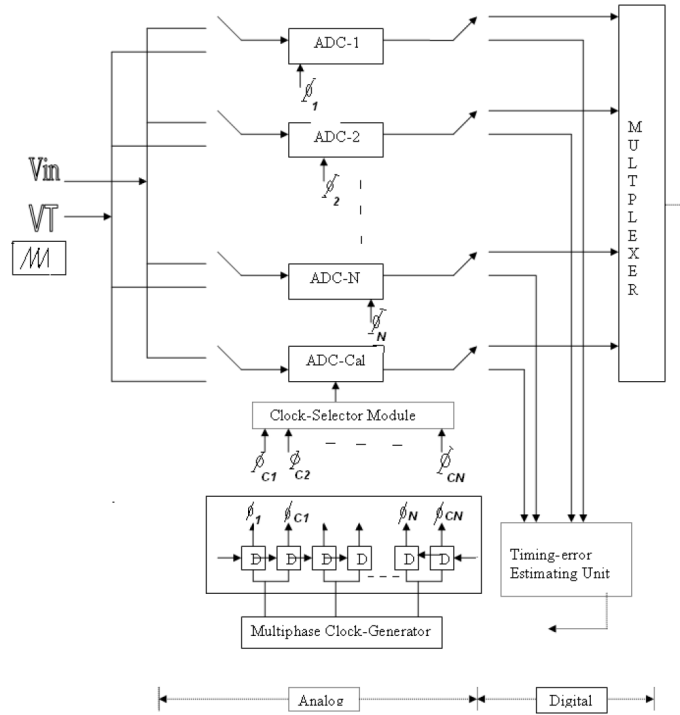 ADC-1
ϕ1
ADC-2
ϕ2
Vin
VT
ADC-N
ϕN
ADC-Cal
Clock-Selector Module
ϕC1 ϕC2 ϕCN
M
U
L
T
P
L
E
X
E
R
ϕ1 ϕC1 ϕN ϕCN
D D D D D D
Multiphase Clock-Generator
Timing-error
Estimating Unit
Analog
Digital